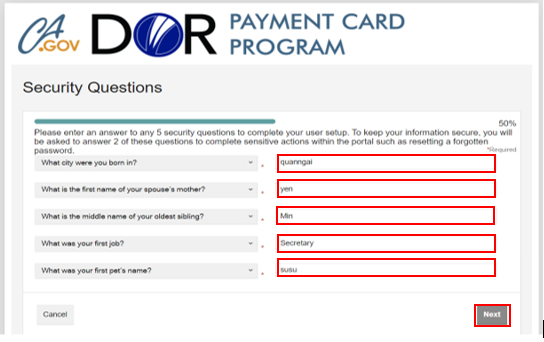 CA.GOV DOR PAYMENT CARD
PROGRAM
Security Questions
50%
Please enter an answer to any 5 security questions to complete your user setup. To keep your information secure, you will
be asked to answer 2 of these questions to complete sensitive actions within the portal such as resetting a forgotten
password.
*Required
What city were you born in? * quanngai
What is the first name of your spouse's mother? * yen
What is the middle name of your oldest sibling? * Min
What was your first job? * Secretary
What was your first pet's name? * susu
Cancel Next